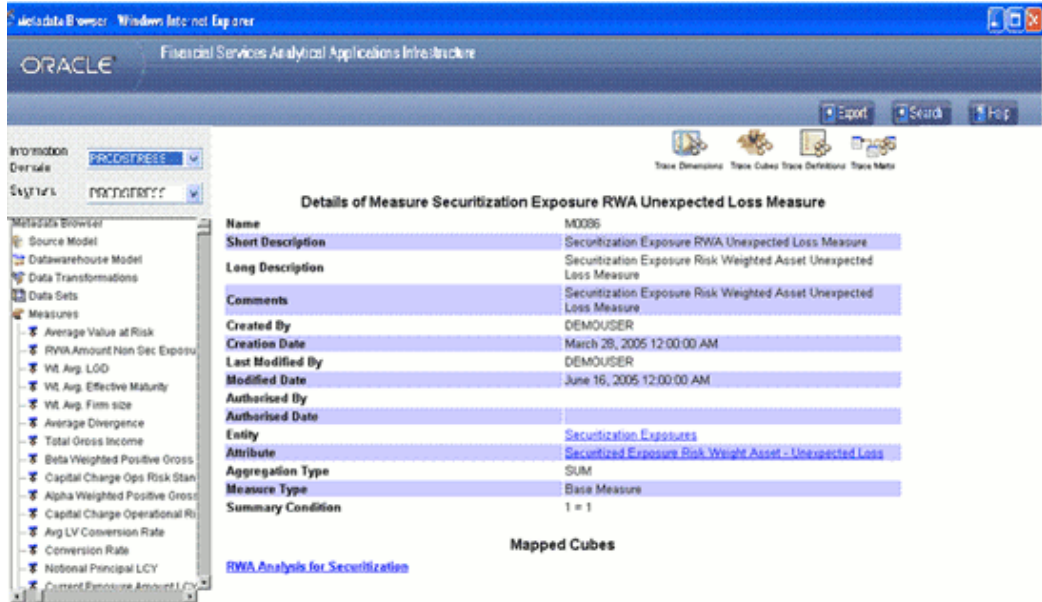 Metadata Browser - Windows Internet Explorer
ORACLE
Financial Services Analytical Applications Infrastructure
Export
Search
Help
Information Domain
PRODSTRESS
Segment
PRODSTRESS
Trace Dimensions
Trace Cubes
Trace Definitions
Trace Marts
Metadata Browser
Source Model
Datawarehouse Model
Data Transformations
Data Sets
Measures
Average Value at Risk
RWA Amount Non Sec Exposu
Wt. Avg. LGD
Wt. Avg. Effective Maturity
Wt. Avg. Firm size
Average Divergence
Total Gross Income
Beta Weighted Positive Gross
Capital Charge Ops Risk Stan
Alpha Weighted Positive Gross
Capital Charge Operational Ri
Avg LV Conversion Rate
Conversion Rate
Notional Principal LCY
Current Exposure Amount LCY
Details of Measure Securitization Exposure RWA Unexpected Loss Measure
Name M0086
Short Description Securitization Exposure RWA Unexpected Loss Measure
Long Description Securitization Exposure Risk Weighted Asset Unexpected
Loss Measure
Comments Securitization Exposure Risk Weighted Asset Unexpected
Loss Measure
Created By DEMOUSER
Creation Date March 28, 2005 12:00:00 AM
Last Modified By DEMOUSER
Modified Date June 16, 2005 12:00:00 AM
Authorised By
Authorised Date
Entity Securitization Exposures
Attribute Securitized Exposure Risk Weight Asset - Unexpected Loss
Aggregation Type SUM
Measure Type Base Measure
Summary Condition 1 = 1
Mapped Cubes
RWA Analysis for Securitization